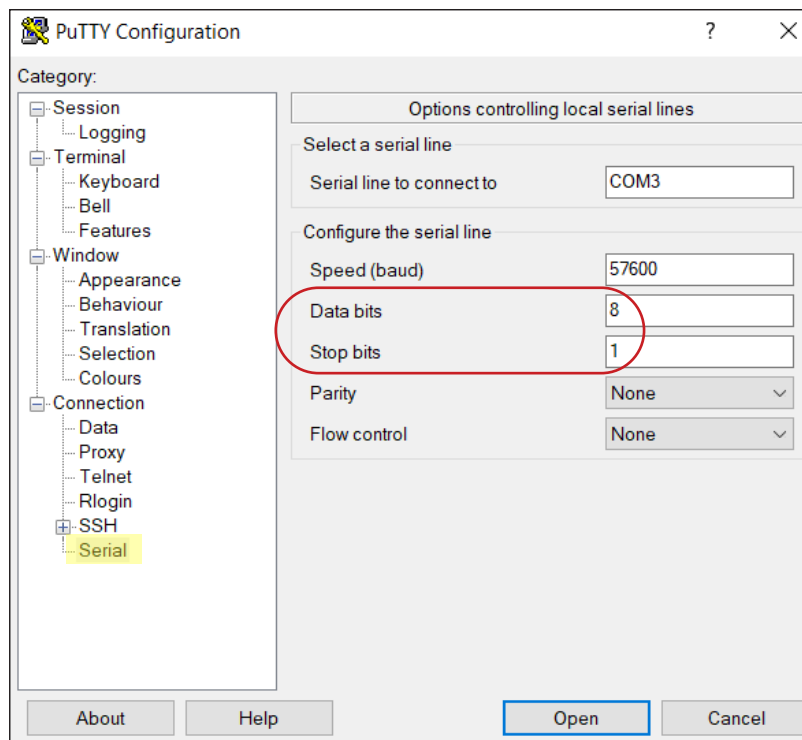 PuTTY Configuration
?
Category:
Session
Logging
Terminal
Keyboard
Bell
Features
Window
Appearance
Behaviour
Translation
Selection
Colours
Connection
Data
Proxy
Telnet
Rlogin
SSH
Serial
Options controlling local serial lines
Select a serial line
Serial line to connect to COM3
Configure the serial line
Speed (baud) 57600
Data bits 8
Stop bits 1
Parity None
Flow control None
About Help Open Cancel